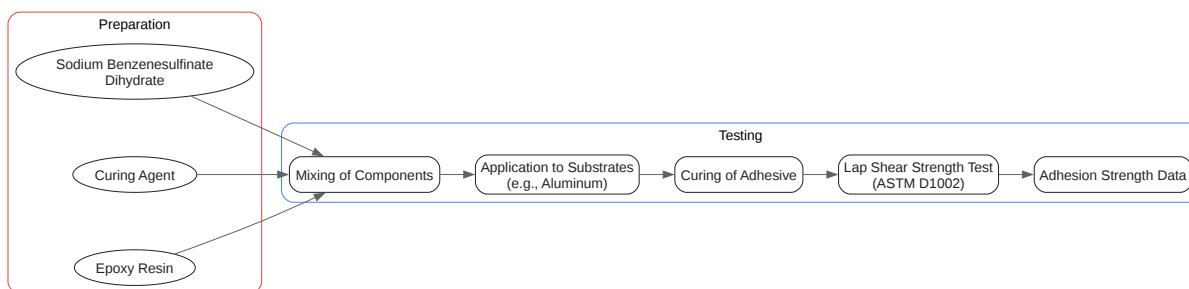 Preparation
Sodium Benzenesulfinate
Dihydrate
Curing Agent
Epoxy Resin
Testing
Mixing of Components
Application to Substrates
(e.g., Aluminum)
Curing of Adhesive
Lap Shear Strength Test
(ASTM D1002)
Adhesion Strength Data